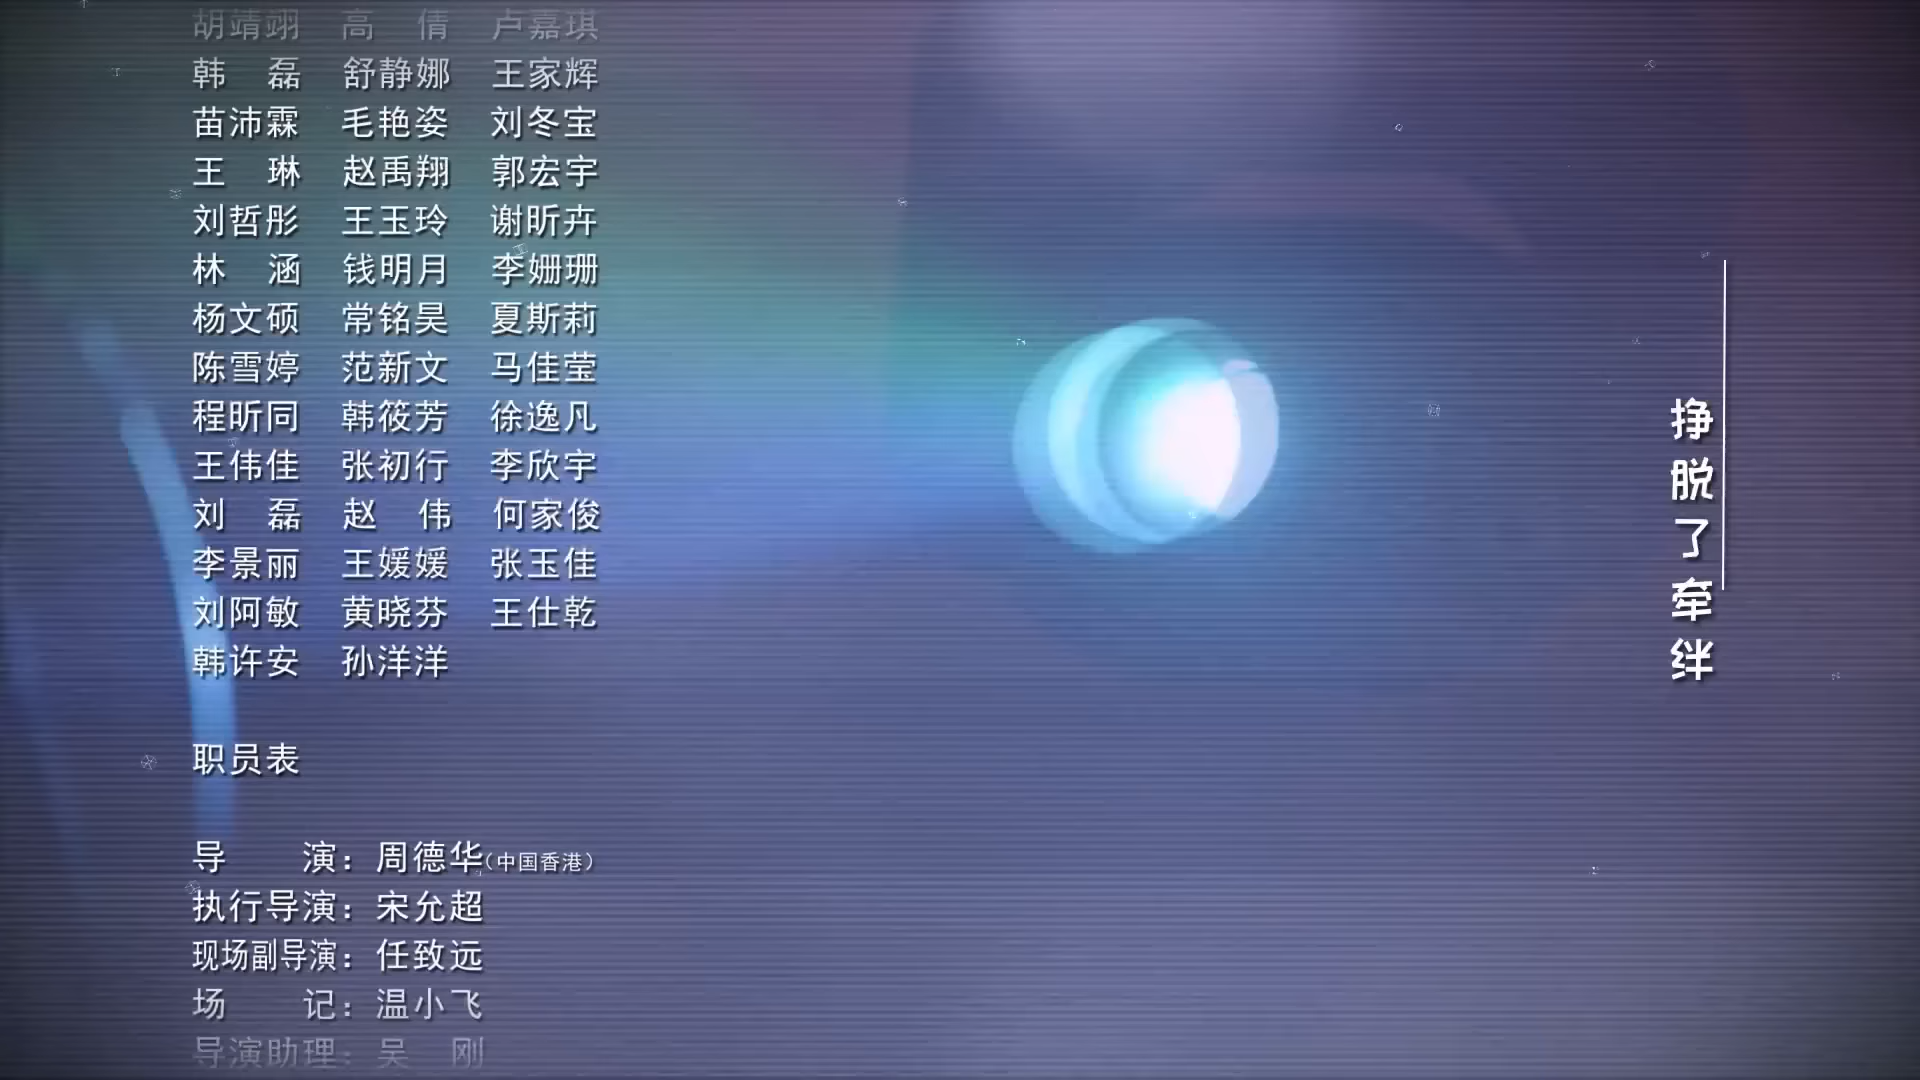 胡靖翊 高 倩 卢嘉琪
韩 磊 舒静娜 王家辉
苗沛霖 毛艳姿 刘冬宝
王 琳 赵禹翔 郭宏宇
刘哲彤 王玉玲 谢昕卉
林 涵 钱明月 李姗珊
杨文硕 常铭昊 夏斯莉
陈雪婷 范新文 马佳莹
程昕同 韩筱芳 徐逸凡
王伟佳 张初行 李欣宇
刘 磊 赵 伟 何家俊
李景丽 王媛媛 张玉佳
刘阿敏 黄晓芬 王仕乾
韩许安 孙洋洋
职员表
导 演：周德华（中国香港）
执行导演：宋允超
现场副导演：任致远
场 记：温小飞
导演助理：吴 刚
挣脱了牵绊